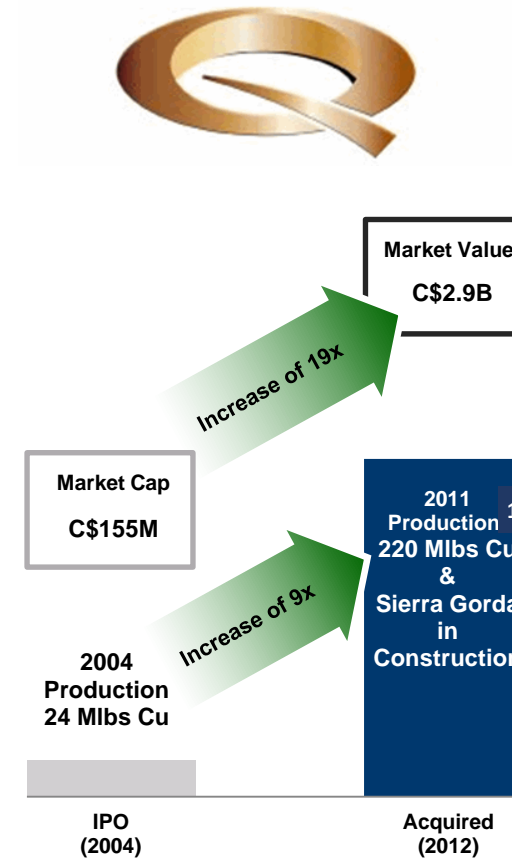 Market Value
C$2.9B
Increase of 19x
Market Cap
C$155M
2011
Production 1
220 Mlbs Cu
&
Sierra Gorda
in
Construction
Increase of 9x
2004
Production
24 Mlbs Cu
IPO
(2004)
Acquired
(2012)